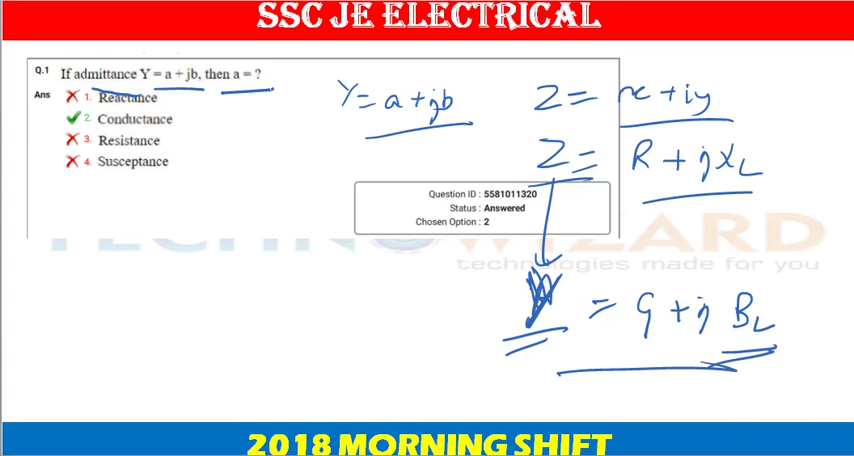 SSC JE ELECTRICAL
Q.1 If admittance Y = a + jb, then a = ?
Ans 1. Reactance
2. Conductance
3. Resistance
4. Susceptance
Question ID : 5581011320
Status : Answered
Chosen Option : 2
Y = a + jb
Z = x + iy
Z = R + jXL
= G + j BL
TECHNOWIZARD
technologies made for you
2018 MORNING SHIFT